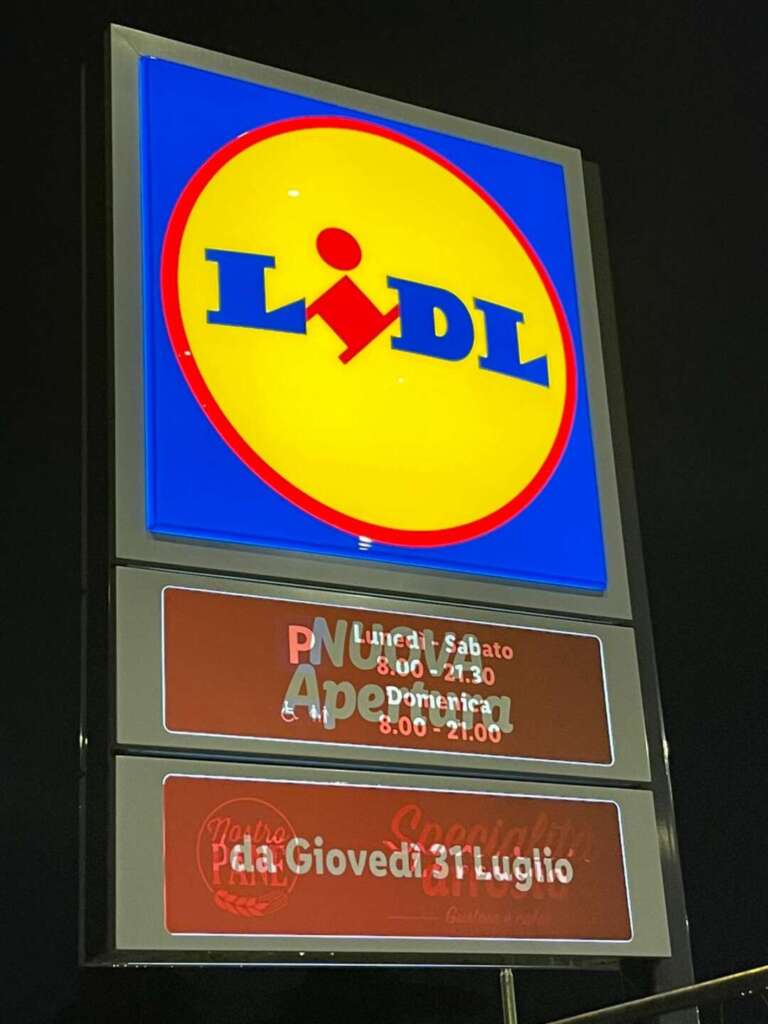 LiDL
P
NUOVA
Apertura
Lunedì - Sabato
8.00 - 21.30
Domenica
8.00 - 21.00
da Giovedì 31 Luglio
Nostro
PANE
Specialità
arrosto